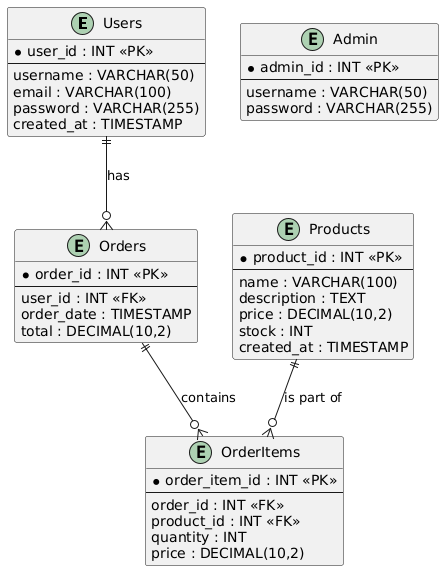 E Users
* user_id : INT «PK»
username : VARCHAR(50)
email : VARCHAR(100)
password : VARCHAR(255)
created_at : TIMESTAMP
E Admin
* admin_id : INT «PK»
username : VARCHAR(50)
password : VARCHAR(255)
has
E Orders
* order_id : INT «PK»
user_id : INT «FK»
order_date : TIMESTAMP
total : DECIMAL(10,2)
E Products
* product_id : INT «PK»
name : VARCHAR(100)
description : TEXT
price : DECIMAL(10,2)
stock : INT
created_at : TIMESTAMP
contains
is part of
E OrderItems
* order_item_id : INT «PK»
order_id : INT «FK»
product_id : INT «FK»
quantity : INT
price : DECIMAL(10,2)